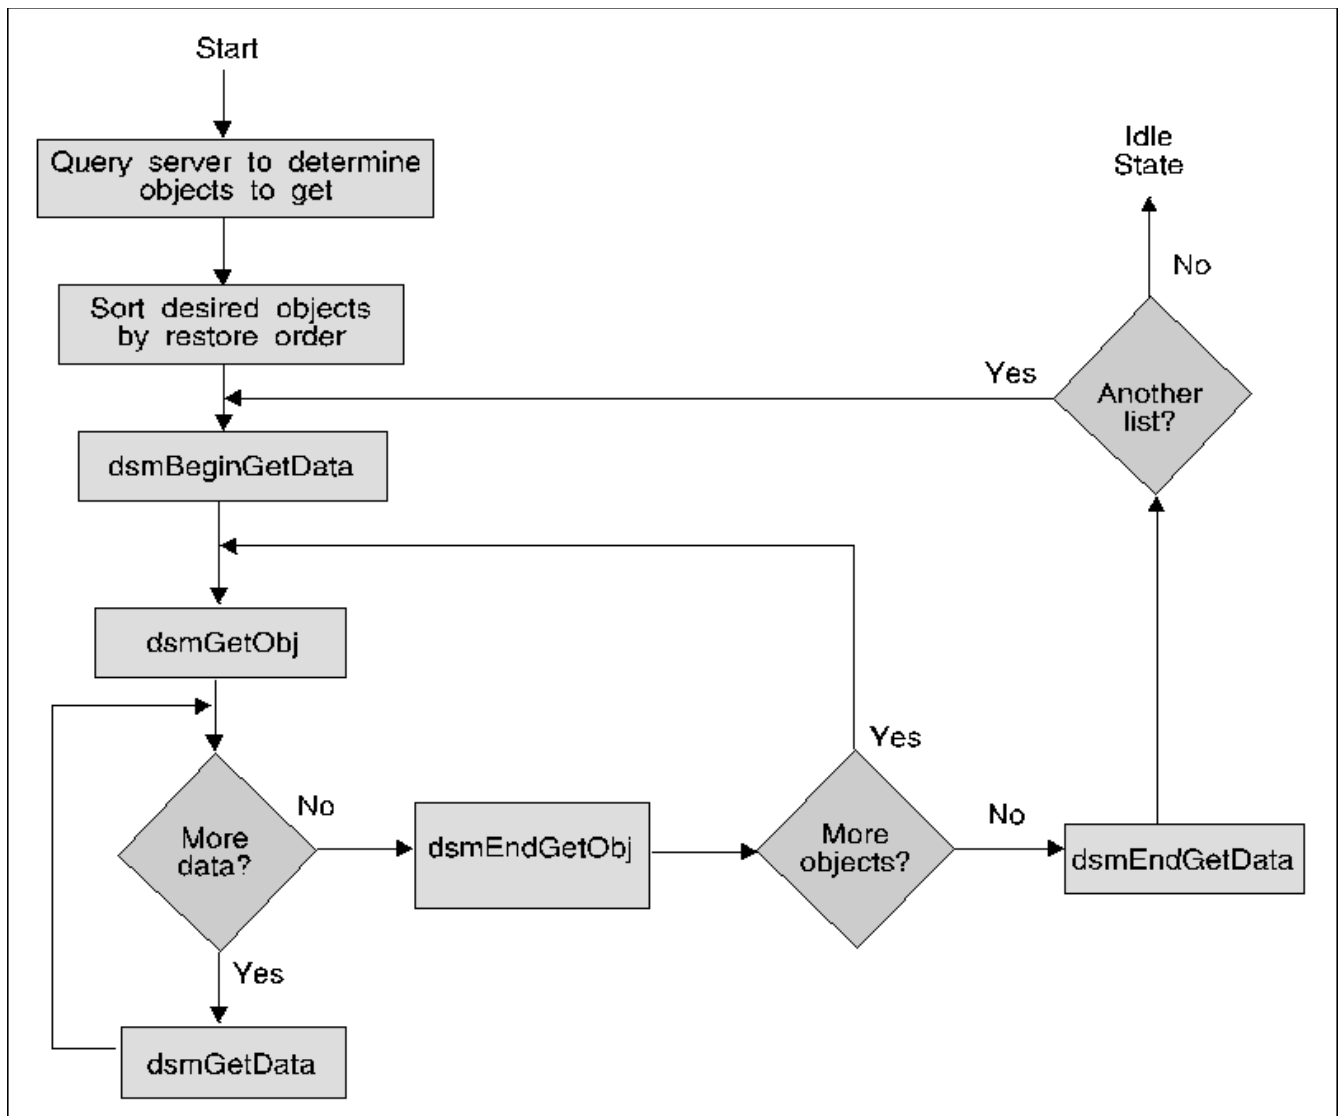 Start
Query server to determine
objects to get
Sort desired objects
by restore order
dsmBeginGetData
dsmGetObj
More
data?
No
Yes
dsmGetData
dsmEndGetObj
More
objects?
Yes
No
dsmEndGetData
Another
list?
Yes
No
Idle
State